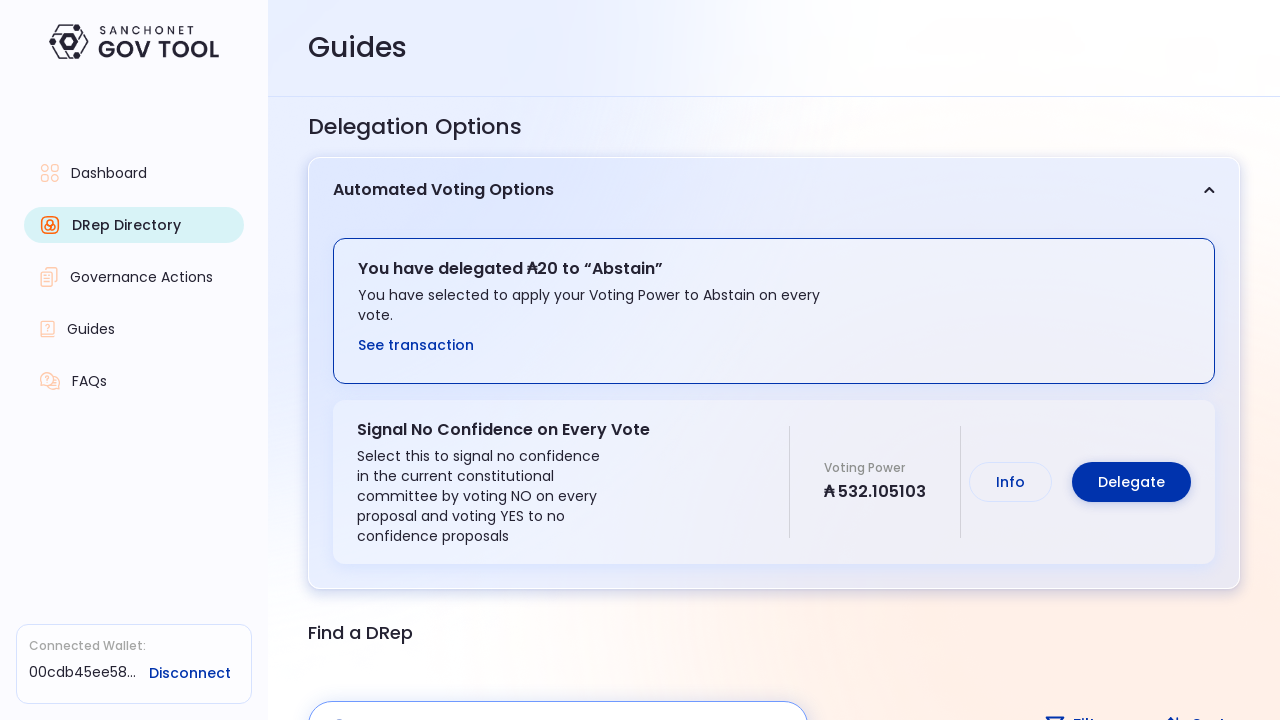 SANCHONET
GOV TOOL
Guides
Dashboard
DRep Directory
Governance Actions
Guides
FAQs
Connected Wallet:
00cdb45ee58...
Disconnect
Delegation Options
Automated Voting Options
You have delegated ₳20 to “Abstain”
You have selected to apply your Voting Power to Abstain on every
vote.
See transaction
Signal No Confidence on Every Vote
Select this to signal no confidence
in the current constitutional
committee by voting NO on every
proposal and voting YES to no
confidence proposals
Voting Power
₳ 532.105103
Info
Delegate
Find a DRep